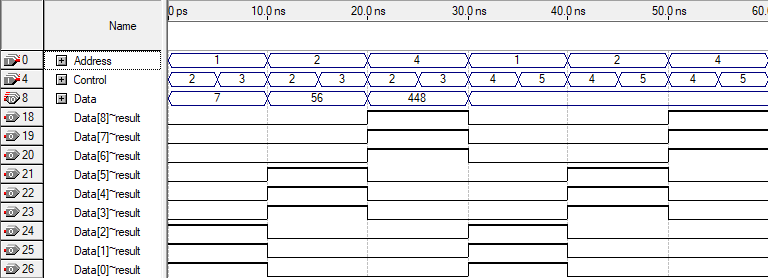 0 ps 10.0 ns 20.0 ns 30.0 ns 40.0 ns 50.0 ns 60.0
Name
0 Address 1 2 4 1 2 4
4 Control 2 3 2 3 2 3 4 5 4 5 4 5
8 Data 7 56 448
18 Data[8]~result
19 Data[7]~result
20 Data[6]~result
21 Data[5]~result
22 Data[4]~result
23 Data[3]~result
24 Data[2]~result
25 Data[1]~result
26 Data[0]~result